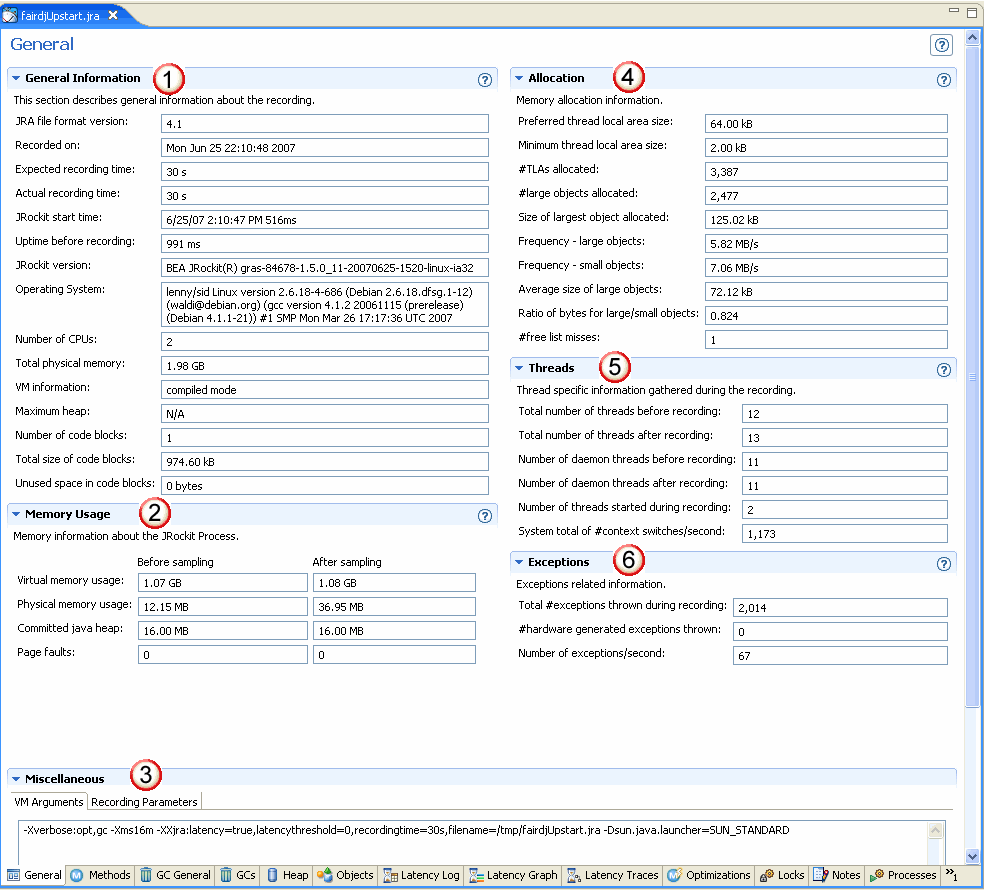 fairdjUpstart.jra
General
General Information 1
This section describes general information about the recording.
JRA file format version: 4.1
Recorded on: Mon Jun 25 22:10:48 2007
Expected recording time: 30 s
Actual recording time: 30 s
JRockit start time: 6/25/07 2:10:47 PM 516ms
Uptime before recording: 991 ms
JRockit version: BEA JRockit(R) gras-84678-1.5.0_11-20070625-1520-linux-ia32
Operating System: lenny/sid Linux version 2.6.18-4-686 (Debian 2.6.18.dfsg.1-12)
(waldi@debian.org) (gcc version 4.1.2 20061115 (prerelease)
(Debian 4.1.1-21)) #1 SMP Mon Mar 26 17:17:36 UTC 2007
Number of CPUs: 2
Total physical memory: 1.98 GB
VM information: compiled mode
Maximum heap: N/A
Number of code blocks: 1
Total size of code blocks: 974.60 kB
Unused space in code blocks: 0 bytes
Memory Usage 2
Memory information about the JRockit Process.
Before sampling After sampling
Virtual memory usage: 1.07 GB 1.08 GB
Physical memory usage: 12.15 MB 36.95 MB
Committed java heap: 16.00 MB 16.00 MB
Page faults: 0 0
Allocation 4
Memory allocation information.
Preferred thread local area size: 64.00 kB
Minimum thread local area size: 2.00 kB
#TLAs allocated: 3,387
#large objects allocated: 2,477
Size of largest object allocated: 125.02 kB
Frequency - large objects: 5.82 MB/s
Frequency - small objects: 7.06 MB/s
Average size of large objects: 72.12 kB
Ratio of bytes for large/small objects: 0.824
#free list misses: 1
Threads 5
Thread specific information gathered during the recording.
Total number of threads before recording: 12
Total number of threads after recording: 13
Number of daemon threads before recording: 11
Number of daemon threads after recording: 11
Number of threads started during recording: 2
System total of #context switches/second: 1,173
Exceptions 6
Exceptions related information.
Total #exceptions thrown during recording: 2,014
#hardware generated exceptions thrown: 0
Number of exceptions/second: 67
Miscellaneous 3
VM Arguments Recording Parameters
-Xverbose:opt,gc -Xms16m -XXjra:latency=true,latencythreshold=0,recordingtime=30s,filename=/tmp/fairdjUpstart.jra -Dsun.java.launcher=SUN_STANDARD
General Methods GC General GCs Heap Objects Latency Log Latency Graph Latency Traces Optimizations Locks Notes Processes »1